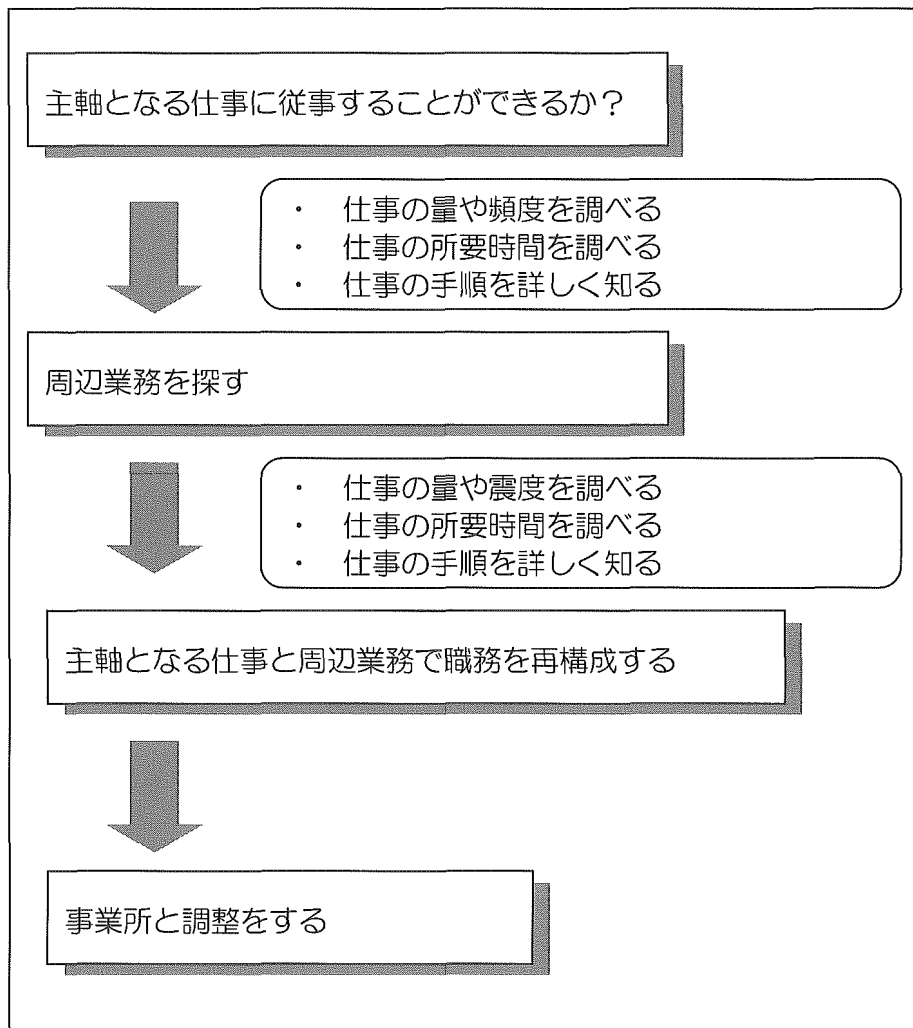 主軸となる仕事に従事することができるか？
・ 仕事の量や頻度を調べる
・ 仕事の所要時間を調べる
・ 仕事の手順を詳しく知る
周辺業務を探す
・ 仕事の量や震度を調べる
・ 仕事の所要時間を調べる
・ 仕事の手順を詳しく知る
主軸となる仕事と周辺業務で職務を再構成する
事業所と調整をする